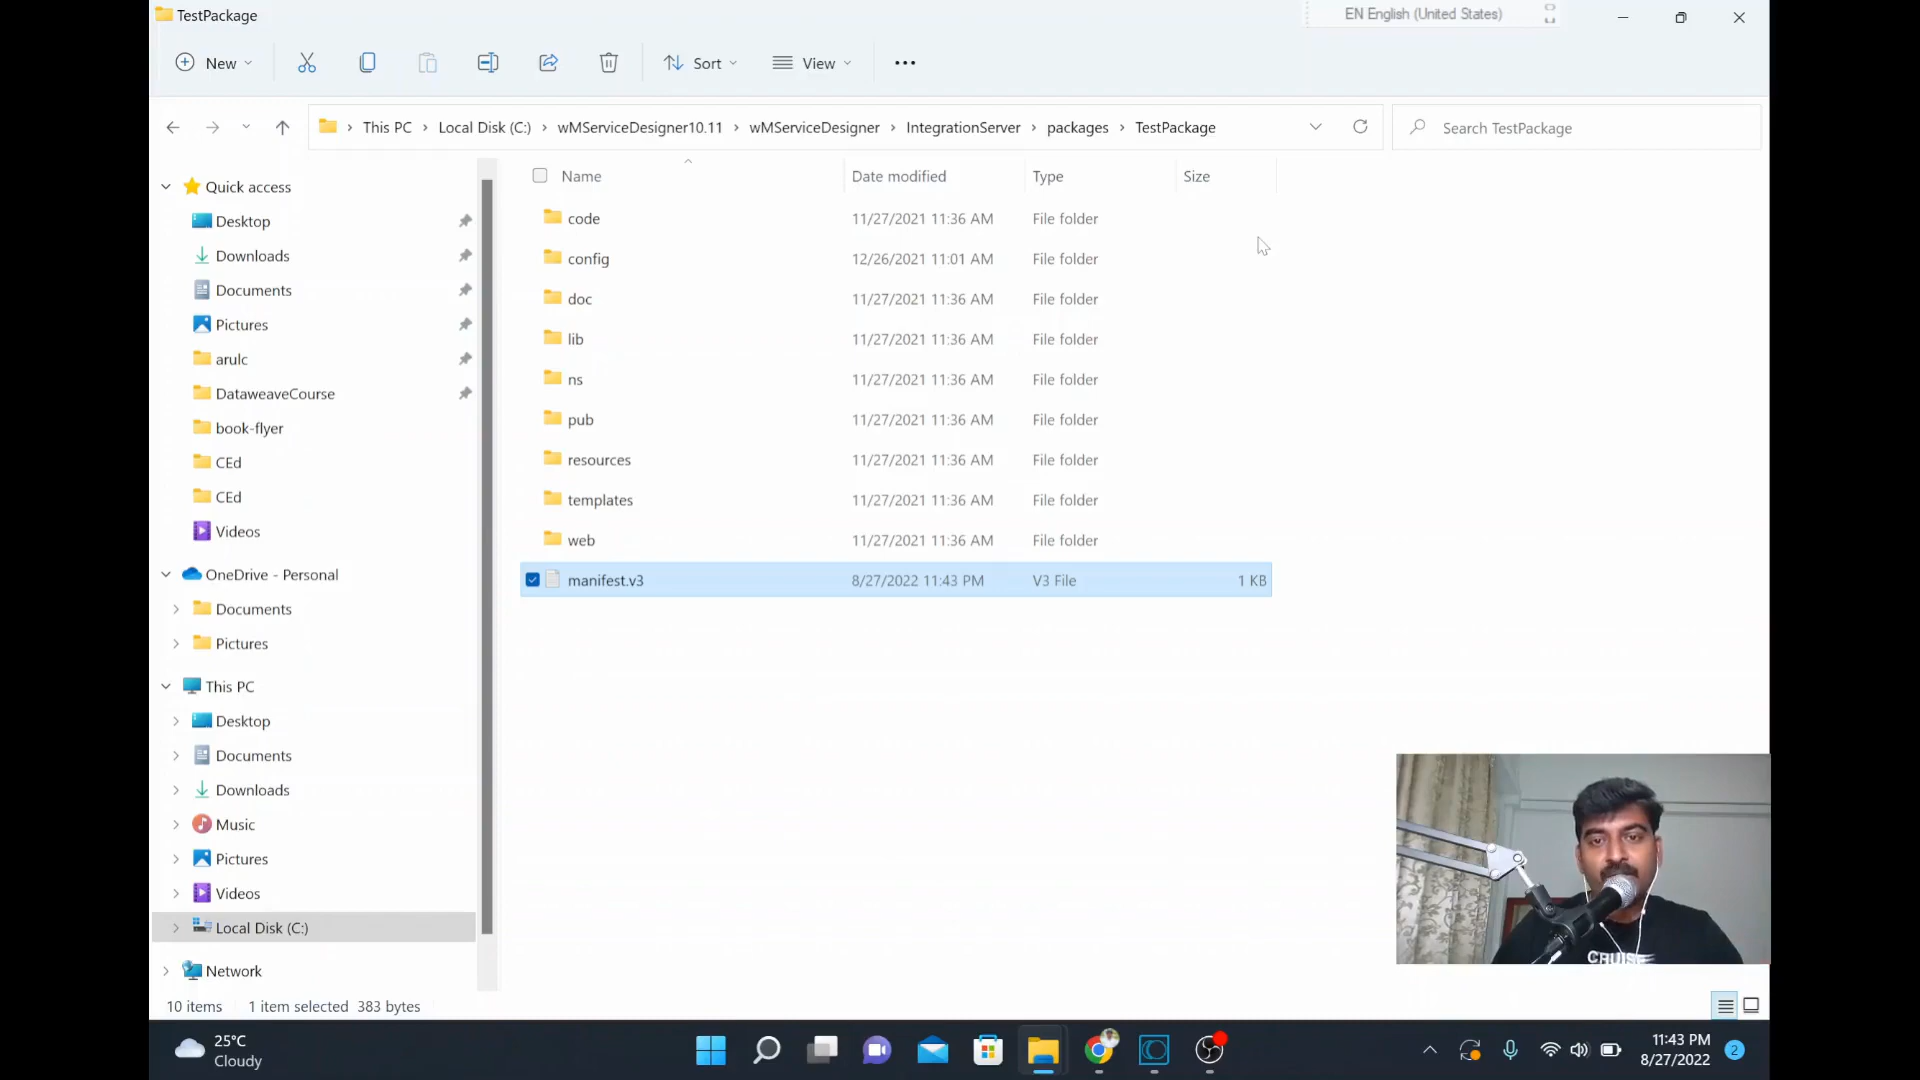 TestPackage
EN English (United States)
New
Sort
View
This PC
Local Disk (C:)
wMServiceDesigner10.11
wMServiceDesigner
IntegrationServer
packages
TestPackage
Search TestPackage
Name
Date modified
Type
Size
Quick access
Desktop
Downloads
Documents
Pictures
arulc
DataweaveCourse
book-flyer
CEd
CEd
Videos
OneDrive - Personal
Documents
Pictures
This PC
Desktop
Documents
Downloads
Music
Pictures
Videos
Local Disk (C:)
Network
code 11/27/2021 11:36 AM File folder
config 12/26/2021 11:01 AM File folder
doc 11/27/2021 11:36 AM File folder
lib 11/27/2021 11:36 AM File folder
ns 11/27/2021 11:36 AM File folder
pub 11/27/2021 11:36 AM File folder
resources 11/27/2021 11:36 AM File folder
templates 11/27/2021 11:36 AM File folder
web 11/27/2021 11:36 AM File folder
manifest.v3 8/27/2022 11:43 PM V3 File 1 KB
CRUISE
10 items 1 item selected 383 bytes
25°C
Cloudy
11:43 PM
8/27/2022
2